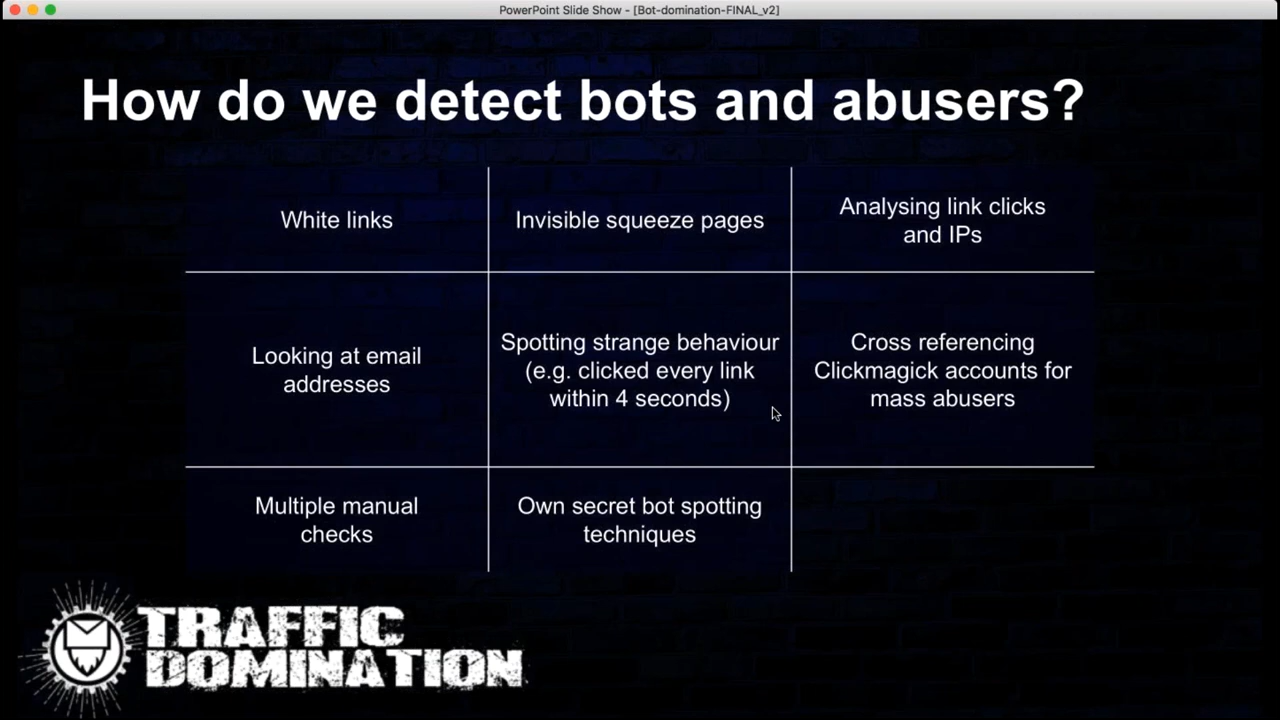 PowerPoint Slide Show - [Bot-domination-FINAL_v2]
How do we detect bots and abusers?
White links
Invisible squeeze pages
Analysing link clicks
and IPs
Looking at email
addresses
Spotting strange behaviour
(e.g. clicked every link
within 4 seconds)
Cross referencing
Clickmagick accounts for
mass abusers
Multiple manual
checks
Own secret bot spotting
techniques
TRAFFIC
DOMINATION